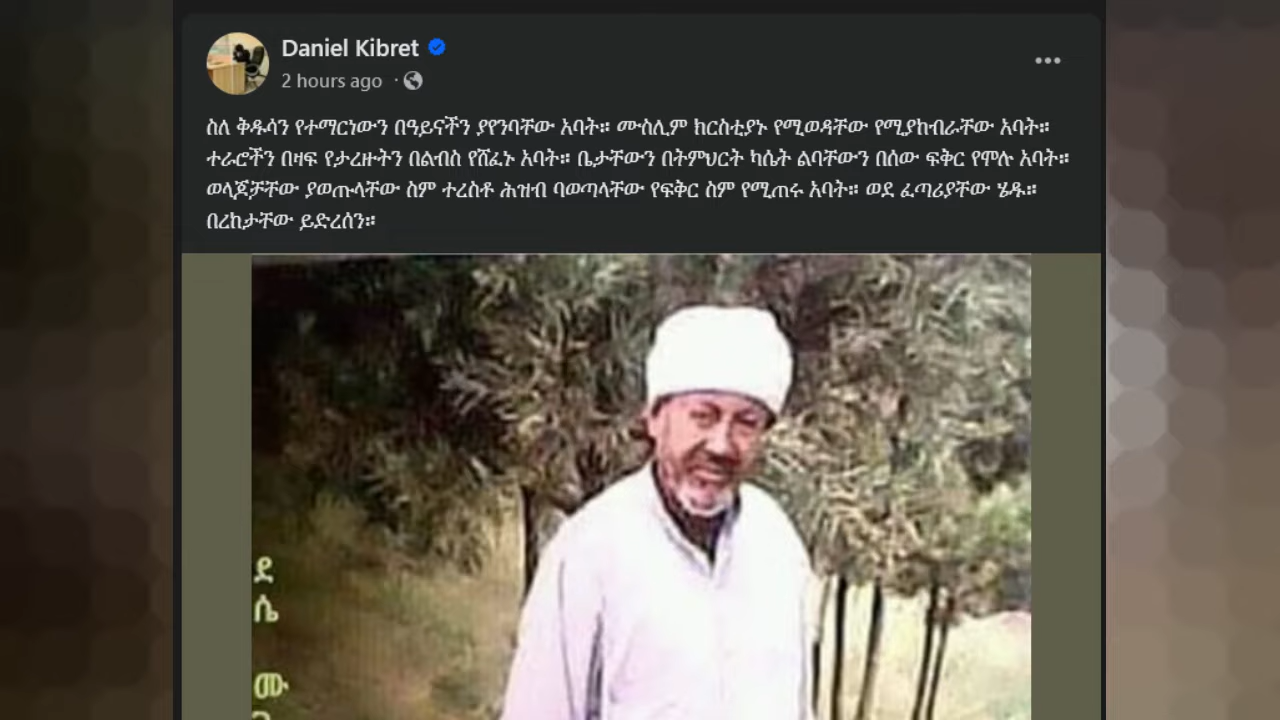 Daniel Kibret
2 hours ago ·
ስለ ቅዱሳን የተማርነውን በዓይናችን ያየንባቸው አባት። ሙስሊም ክርስቲያኑ የሚወዳቸው የሚያከብራቸው አባት።
ተራሮችን በዛፍ የታረዙትን በልብስ የሸፈኑ አባት። ቤታቸውን በትምህርት ካሴት ልባቸውን በሰው ፍቅር የሞሉ አባት።
ወላጆቻቸው ያወጡላቸው ስም ተረስቶ ሕዝብ ባወጣላቸው የፍቅር ስም የሚጠሩ አባት። ወደ ፈጣሪያቸው ሄዱ።
በረከታቸው ይድረሰን።
ደ
ሴ
ሙ